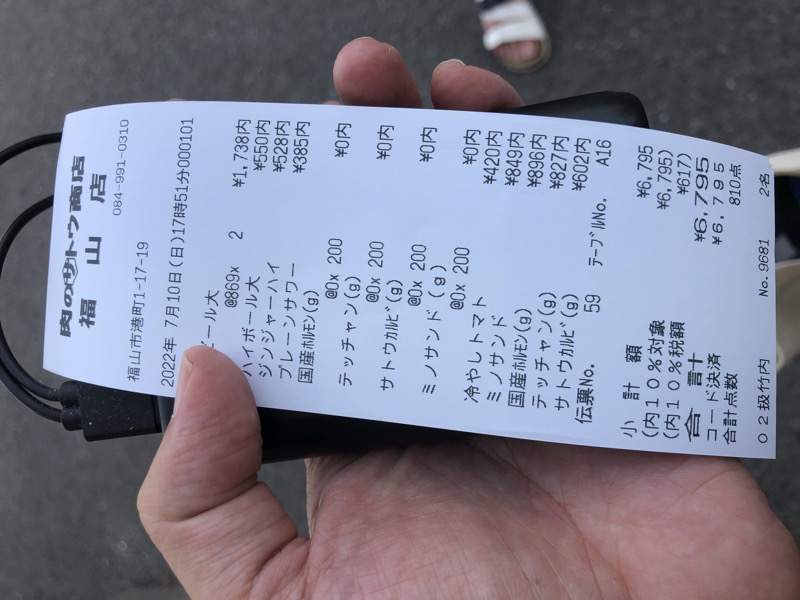 肉のサトウ商店
福山店
084-991-0310
福山市港町1-17-19
2022年 7月10日(日)17時51分000101
ビール大
@869x 2 ¥1,738内
ハイボール大 ¥550内
ジンジャーハイ ¥528内
プレーンサワー ¥385内
国産ﾎﾙﾓﾝ(g)
@0x 200 ¥0内
テッチャン(g)
@0x 200 ¥0内
サトウｶﾙﾋﾞ(g)
@0x 200 ¥0内
ミノサンド(g)
@0x 200 ¥0内
冷やしトマト ¥420内
ミノサンド ¥849内
国産ﾎﾙﾓﾝ(g) ¥896内
テッチャン(g) ¥827内
サトウｶﾙﾋﾞ(g) ¥602内
伝票No. 59 ﾃｰﾌﾞﾙNo. A16
小計額 ¥6,795
(内10%対象 ¥6,795)
(内10%税額 ¥617)
合計 ¥6,795
コード決済 ¥6,795
合計点数 810点
02扱竹内 No.9681 2名